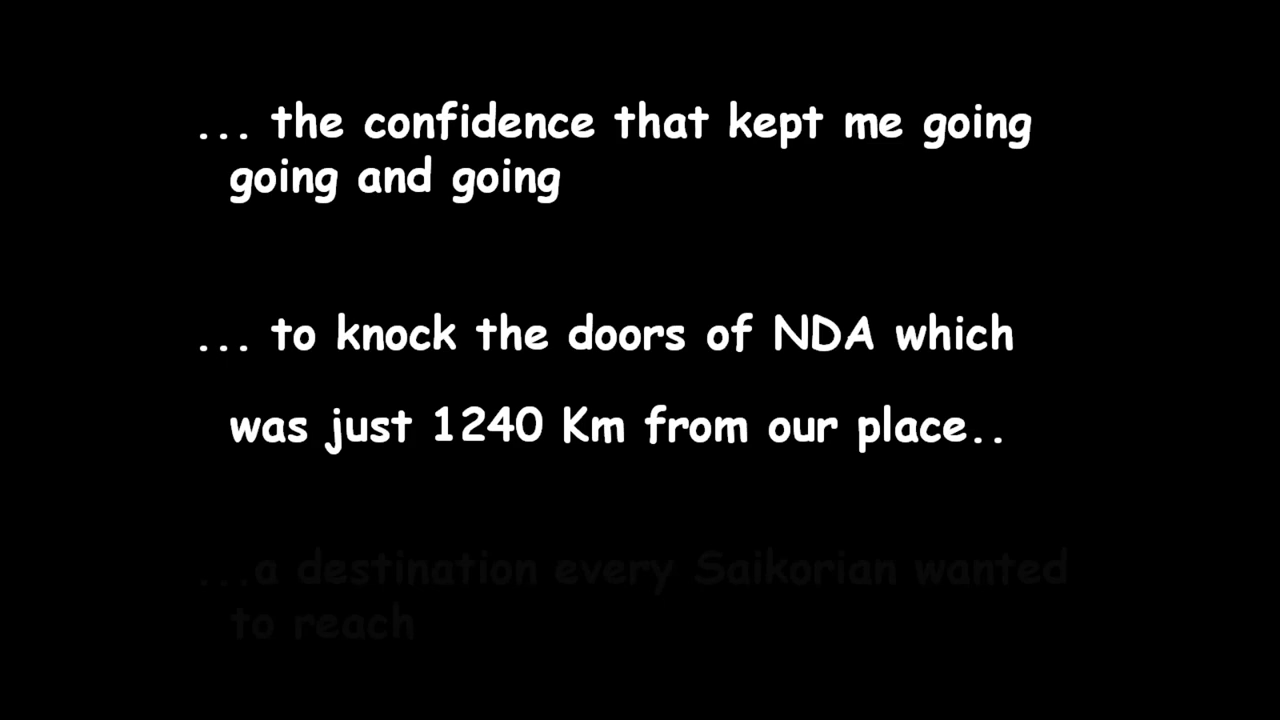 ... the confidence that kept me going
going and going
... to knock the doors of NDA which
was just 1240 Km from our place..
...a destination every Saikorian wanted
to reach